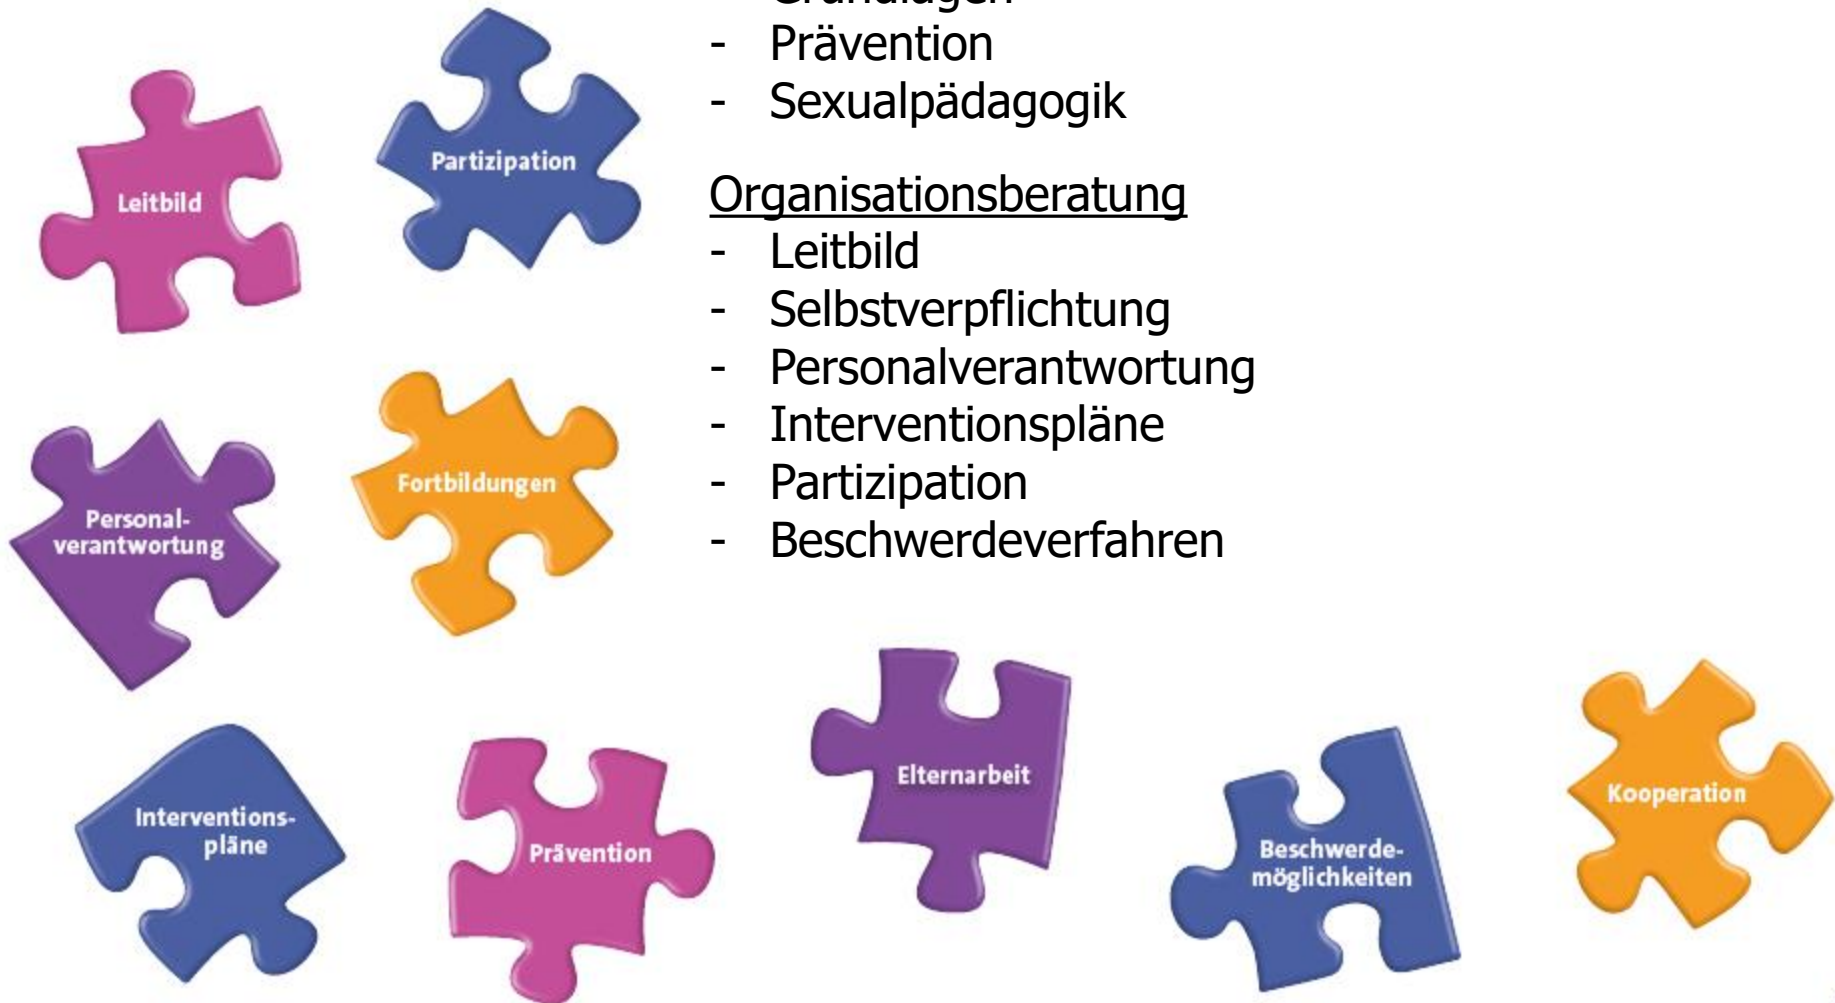 Grundlagen
- Prävention
- Sexualpädagogik
Organisationsberatung
- Leitbild
- Selbstverpflichtung
- Personalverantwortung
- Interventionspläne
- Partizipation
- Beschwerdeverfahren
Leitbild
Partizipation
Personal-
verantwortung
Fortbildungen
Interventions-
pläne
Prävention
Elternarbeit
Beschwerde-
möglichkeiten
Kooperation